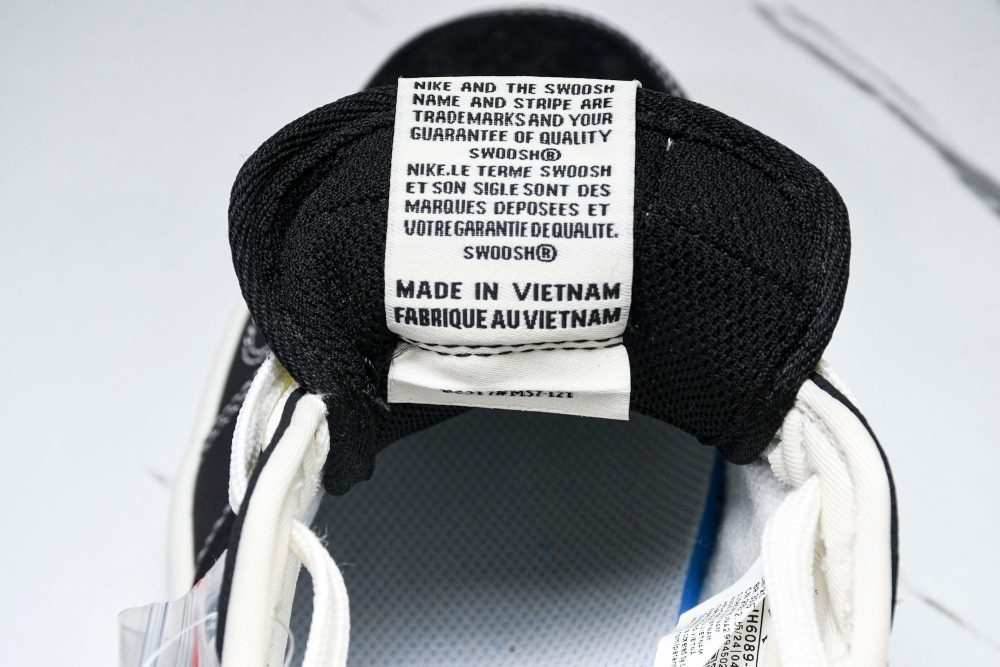 NIKE AND THE SWOOSH
NAME AND STRIPE ARE
TRADEMARKS AND YOUR
GUARANTEE OF QUALITY
SWOOSH®
NIKE.LE TERME SWOOSH
ET SON SIGLE SONT DES
MARQUES DEPOSEES ET
VOTRE GARANTIE DE QUALITE.
SWOOSH®
MADE IN VIETNAM
FABRIQUE AU VIETNAM